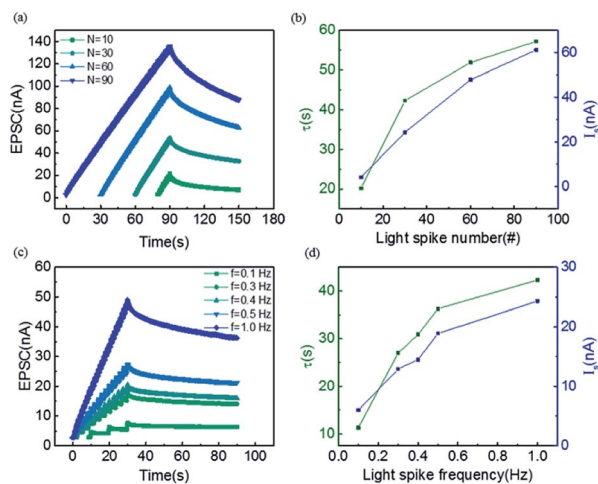 (a)
N=10
N=30
N=60
N=90
EPSC(nA)
140
120
100
80
60
40
20
0
0 30 60 90 120 150 180
Time(s)
(b)
τ(s)
60
50
40
30
20
Is(nA)
60
40
20
0
0 20 40 60 80 100
Light spike number(#)
(c)
f=0.1 Hz
f=0.3 Hz
f=0.4 Hz
f=0.5 Hz
f=1.0 Hz
EPSC(nA)
60
50
40
30
20
10
0
0 20 40 60 80 100
Time(s)
(d)
τ(s)
40
30
20
10
Is(nA)
30
20
10
0
0.0 0.2 0.4 0.6 0.8 1.0
Light spike frequency(Hz)